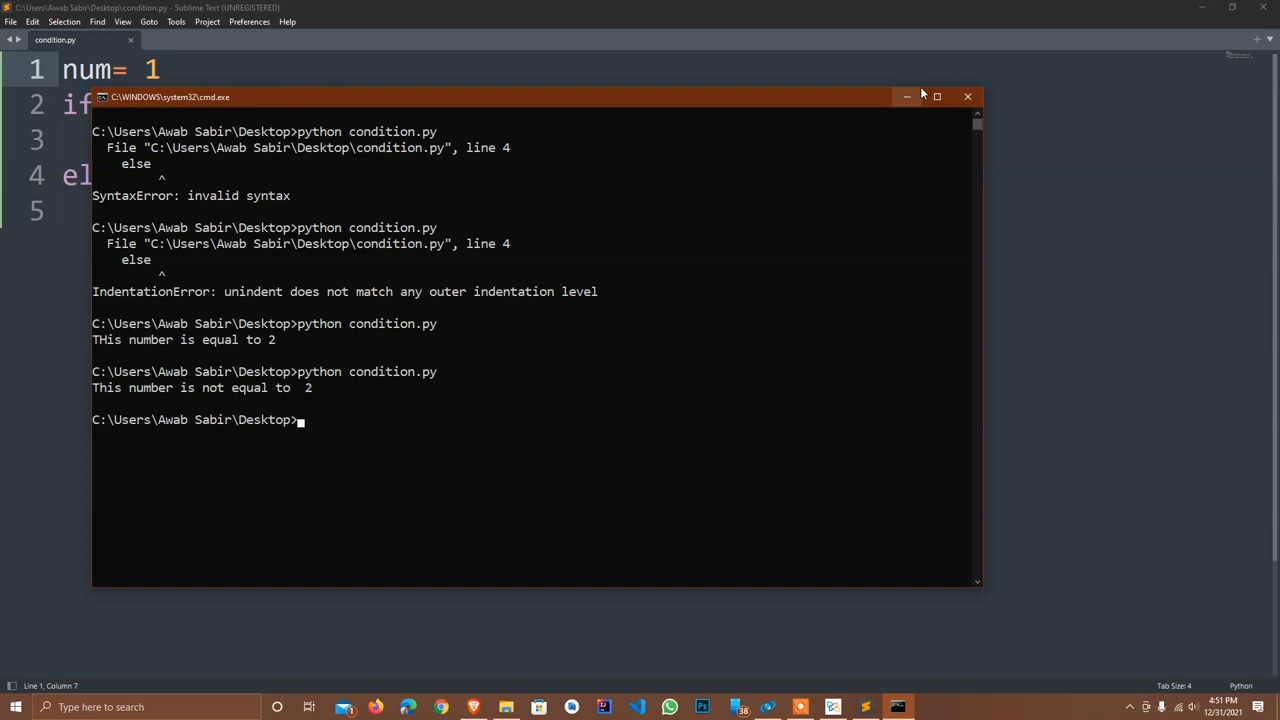 C:\Users\Awab Sabir\Desktop\condition.py - Sublime Text (UNREGISTERED)
File Edit Selection Find View Goto Tools Project Preferences Help
condition.py
1 num= 1
2 if
3
4 el
5
C:\WINDOWS\system32\cmd.exe
C:\Users\Awab Sabir\Desktop>python condition.py
File "C:\Users\Awab Sabir\Desktop\condition.py", line 4
else
^
SyntaxError: invalid syntax
C:\Users\Awab Sabir\Desktop>python condition.py
File "C:\Users\Awab Sabir\Desktop\condition.py", line 4
else
^
IndentationError: unindent does not match any outer indentation level
C:\Users\Awab Sabir\Desktop>python condition.py
THis number is equal to 2
C:\Users\Awab Sabir\Desktop>python condition.py
This number is not equal to  2
C:\Users\Awab Sabir\Desktop>
Line 1, Column 7
Tab Size: 4
Python
Type here to search
38
4:51 PM
12/31/2021